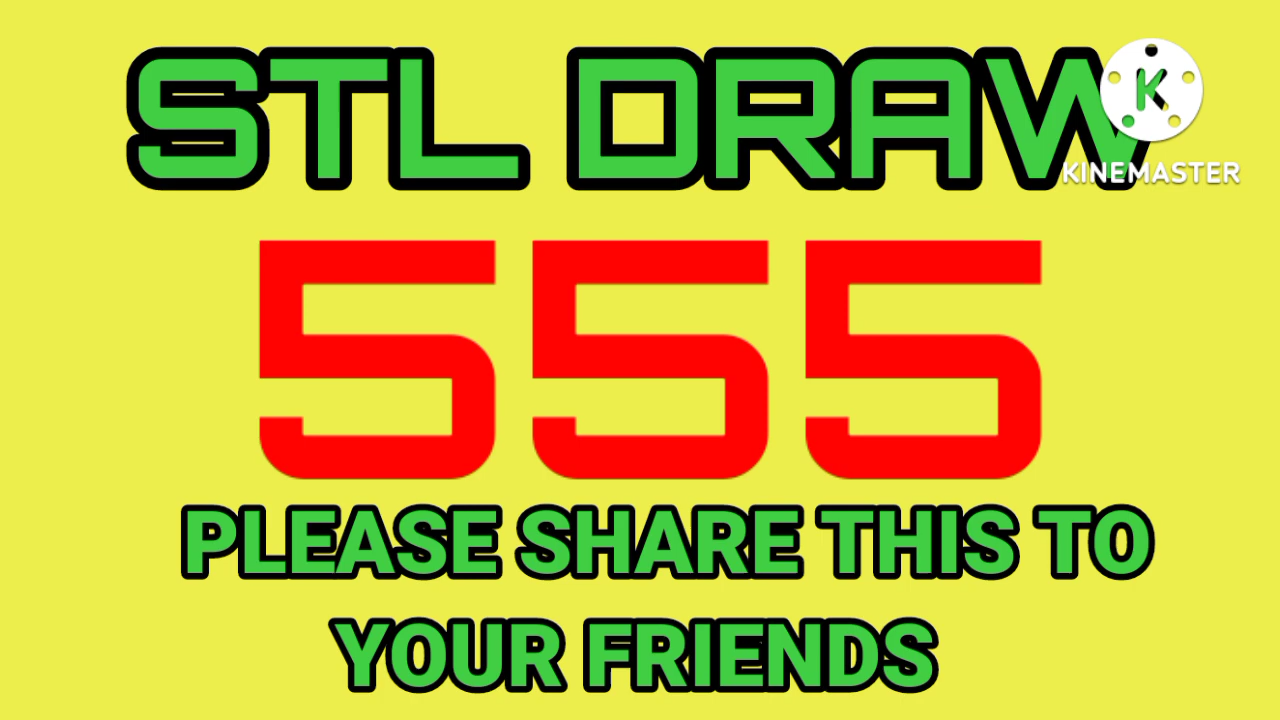 STL DRAW
K
KINEMASTER
555
PLEASE SHARE THIS TO
YOUR FRIENDS